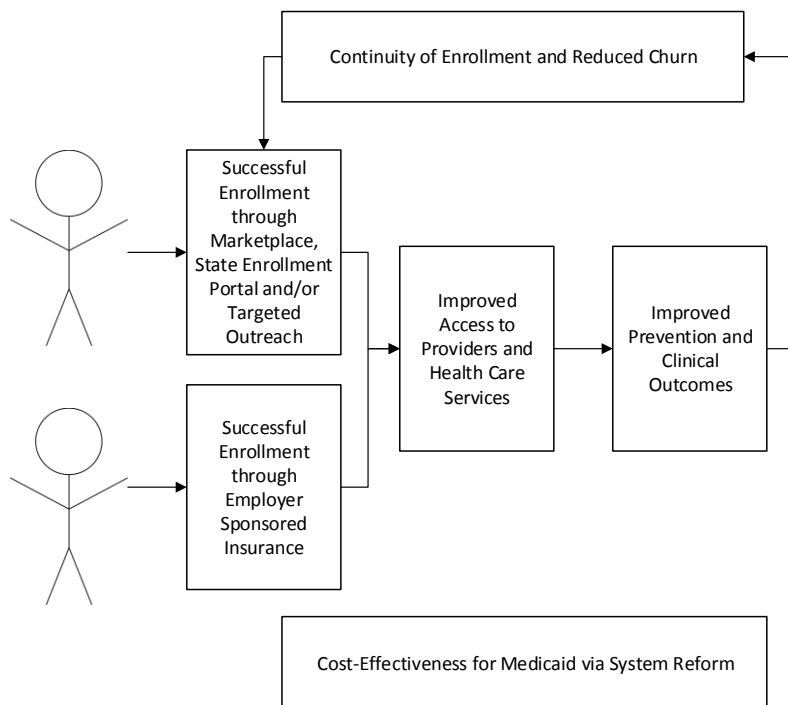 Continuity of Enrollment and Reduced Churn
Successful
Enrollment
through
Marketplace,
State Enrollment
Portal and/or
Targeted
Outreach
Successful
Enrollment
through
Employer
Sponsored
Insurance
Improved
Access to
Providers and
Health Care
Services
Improved
Prevention and
Clinical
Outcomes
Cost-Effectiveness for Medicaid via System Reform